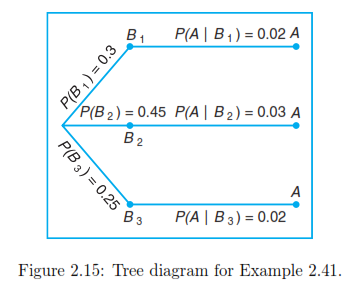 B1 P(A | B1) = 0.02 A
P(B1) = 0.3
P(B2) = 0.45 P(A | B2) = 0.03 A
B2
P(B3) = 0.25
A
B3 P(A | B3) = 0.02
Figure 2.15: Tree diagram for Example 2.41.